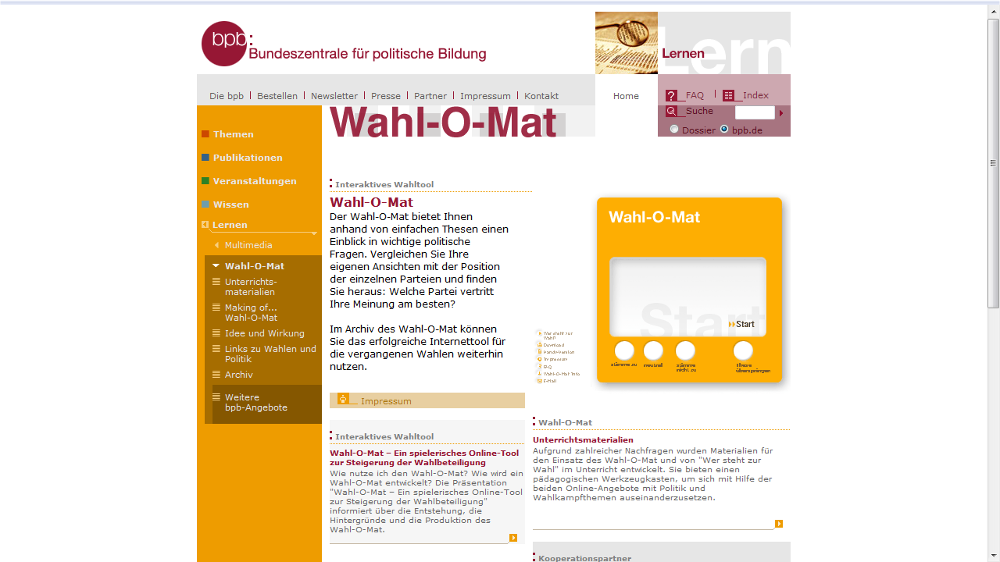 bpb:
Bundeszentrale für politische Bildung
Lern
Lernen
Die bpb
Bestellen
Newsletter
Presse
Partner
Impressum
Kontakt
Home
FAQ
Index
Suche
Dossier
bpb.de
Wahl-O-Mat
Themen
Publikationen
Veranstaltungen
Wissen
Lernen
Multimedia
Wahl-O-Mat
Unterrichts-
materialien
Making of...
Wahl-O-Mat
Idee und Wirkung
Links zu Wahlen und
Politik
Archiv
Weitere
bpb-Angebote
Interaktives Wahltool
Wahl-O-Mat
Der Wahl-O-Mat bietet Ihnen
anhand von einfachen Thesen einen
Einblick in wichtige politische
Fragen. Vergleichen Sie Ihre
eigenen Ansichten mit der Position
der einzelnen Parteien und finden
Sie heraus: Welche Partei vertritt
Ihre Meinung am besten?
Im Archiv des Wahl-O-Mat können
Sie das erfolgreiche Internettool für
die vergangenen Wahlen weiterhin
nutzen.
Impressum
Wer steht zur
Wahl?
Download
Handy-Version
Impressum
FAQ
Wahl-O-Mat Info
E-Mail
Wahl-O-Mat
Start
Start
stimme zu
neutral
stimme
nicht zu
These
überspringen
Interaktives Wahltool
Wahl-O-Mat – Ein spielerisches Online-Tool
zur Steigerung der Wahlbeteiligung
Wie nutze ich den Wahl-O-Mat? Wie wird ein
Wahl-O-Mat entwickelt? Die Präsentation
"Wahl-O-Mat – Ein spielerisches Online-Tool
zur Steigerung der Wahlbeteiligung"
informiert über die Entstehung, die
Hintergründe und die Produktion des
Wahl-O-Mat.
Wahl-O-Mat
Unterrichtsmaterialien
Aufgrund zahlreicher Nachfragen wurden Materialien für
den Einsatz des Wahl-O-Mat und von "Wer steht zur
Wahl" im Unterricht entwickelt. Sie bieten einen
pädagogischen Werkzeugkasten, um sich mit Hilfe der
beiden Online-Angebote mit Politik und
Wahlkampfthemen auseinanderzusetzen.
Kooperationspartner